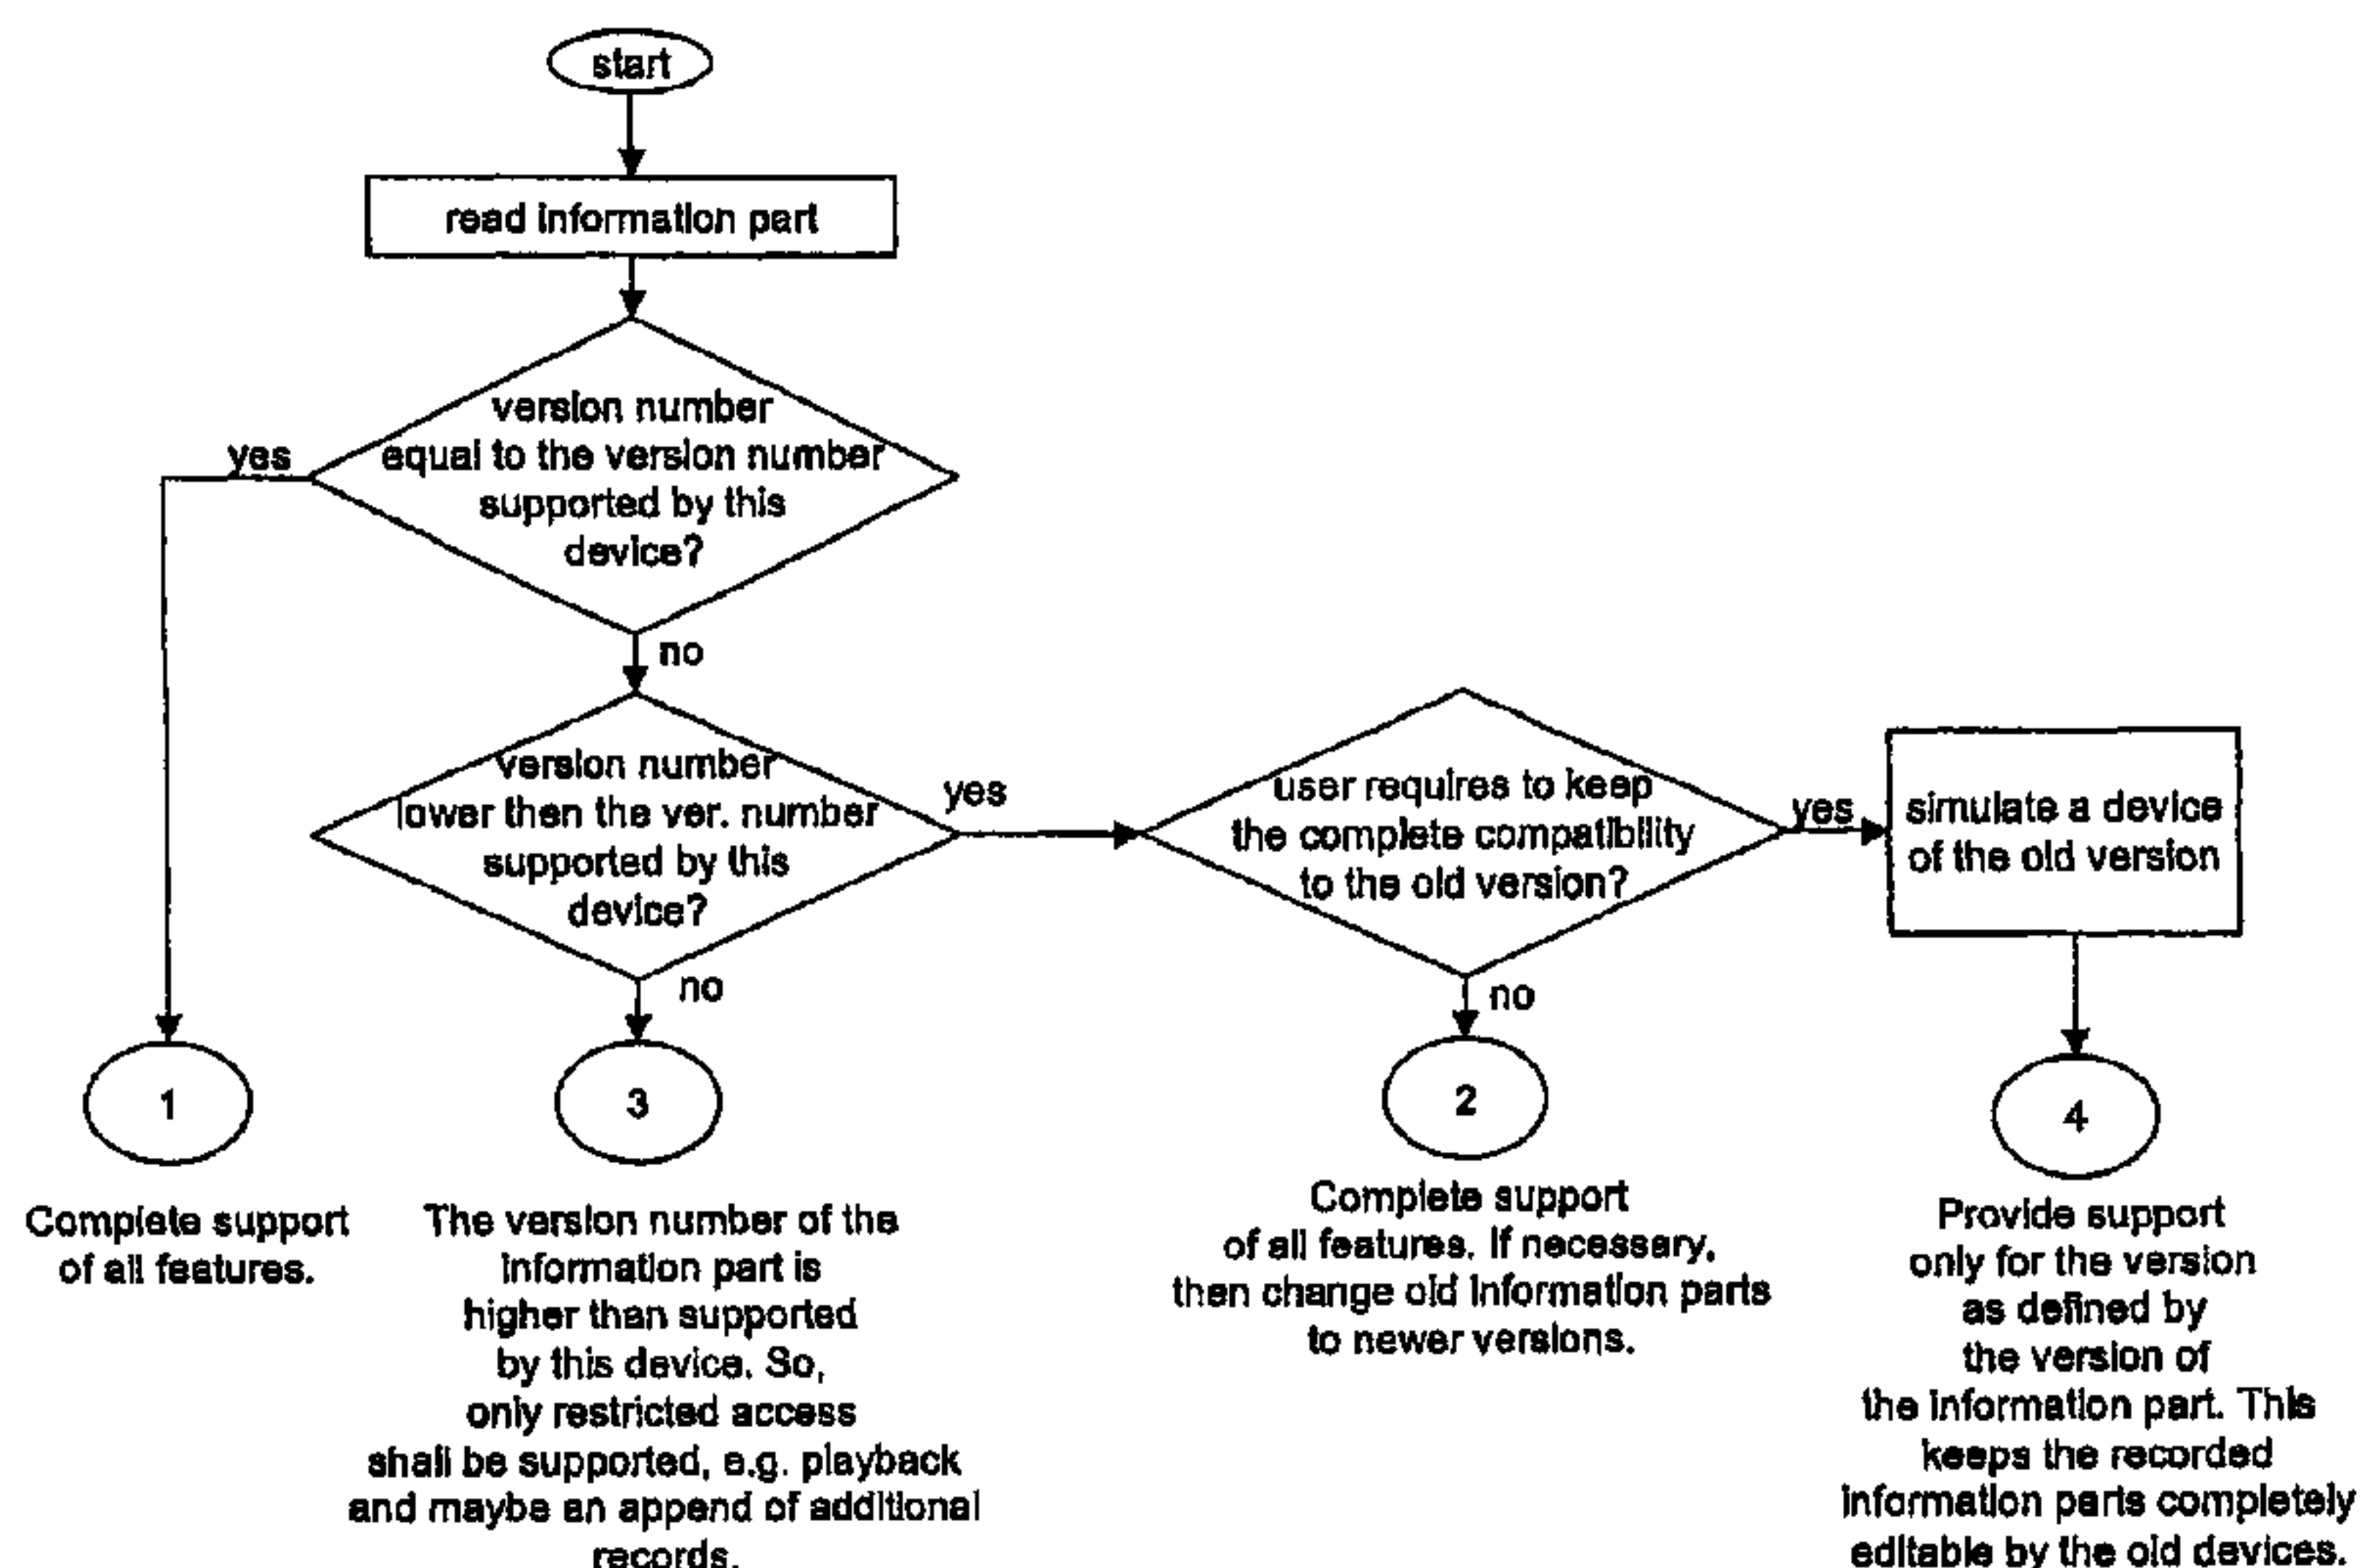 start
read information part
version number
equal to the version number
supported by this
device?
yes
no
version number
lower then the ver. number
supported by this
device?
yes
no
user requires to keep
the complete compatibility
to the old version?
yes
no
simulate a device
of the old version
1
Complete support
of all features.
3
The version number of the
information part is
higher than supported
by this device. So,
only restricted access
shall be supported, e.g. playback
and maybe an append of additional
records.
2
Complete support
of all features. If necessary,
then change old information parts
to newer versions.
4
Provide support
only for the version
as defined by
the version of
the information part. This
keeps the recorded
information parts completely
editable by the old devices.